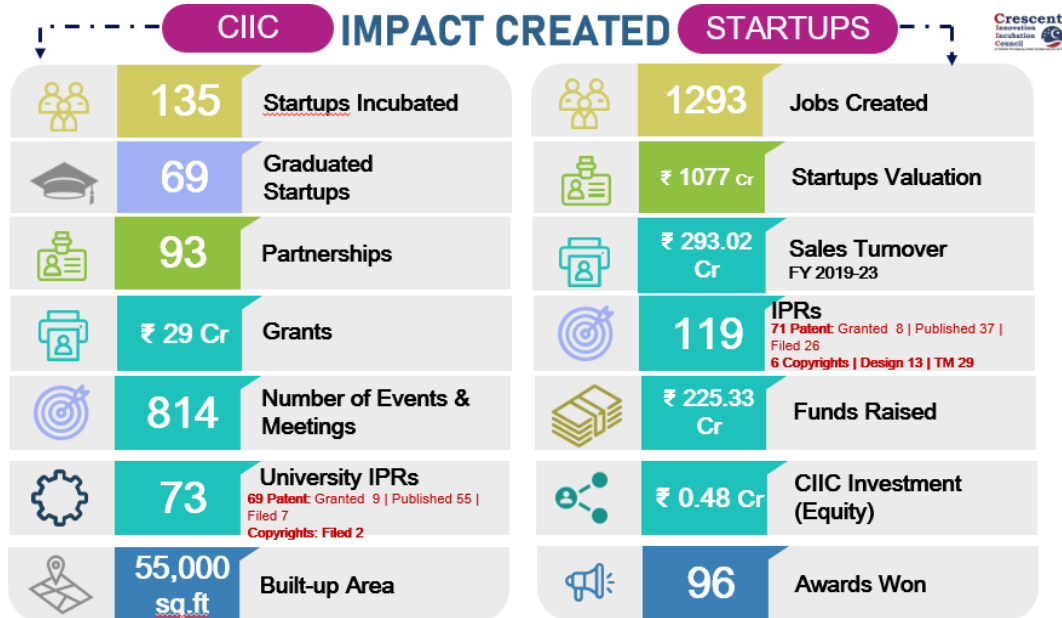 CIIC
IMPACT CREATED
STARTUPS
Crescent
Innovation
Incubation
Council
135
Startups Incubated
69
Graduated
Startups
93
Partnerships
₹ 29 Cr
Grants
814
Number of Events &
Meetings
73
University IPRs
69 Patent: Granted 9 | Published 55 |
Filed 7
Copyrights: Filed 2
55,000
sq.ft
Built-up Area
1293
Jobs Created
₹ 1077 Cr
Startups Valuation
₹ 293.02
Cr
Sales Turnover
FY 2019-23
119
IPRs
71 Patent: Granted 8 | Published 37 |
Filed 26
6 Copyrights | Design 13 | TM 29
₹ 225.33
Cr
Funds Raised
₹ 0.48 Cr
CIIC Investment
(Equity)
96
Awards Won